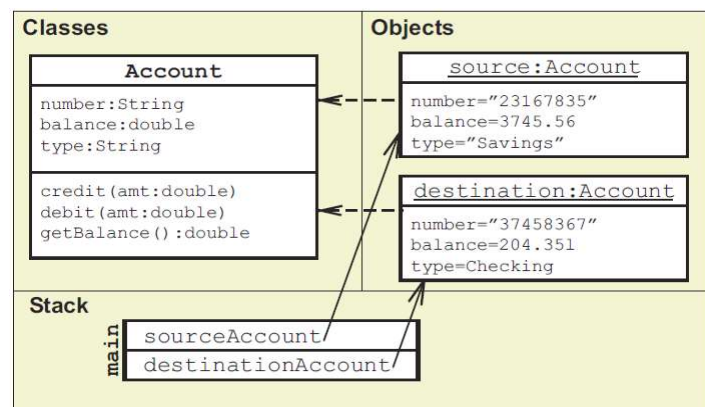 Classes
Account
number:String
balance:double
type:String
credit(amt:double)
debit(amt:double)
getBalance():double
Objects
source:Account
number=”23167835”
balance=3745.56
type=”Savings”
destination:Account
number=”37458367”
balance=204.35l
type=Checking
Stack
main
sourceAccount
destinationAccount